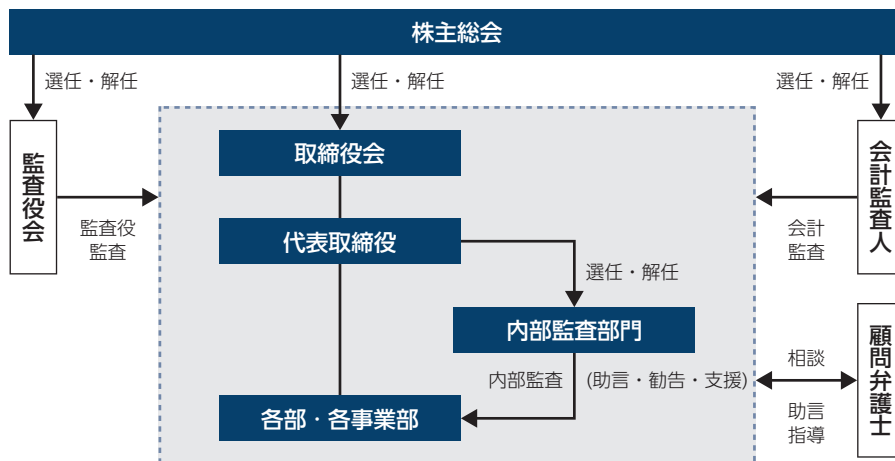 株主総会
選任・解任
選任・解任
選任・解任
監査役会
取締役会
会計監査人
監査役
監査
代表取締役
会計
監査
選任・解任
内部監査部門
顧問弁護士
相談
内部監査 (助言・勧告・支援)
助言
指導
各部・各事業部